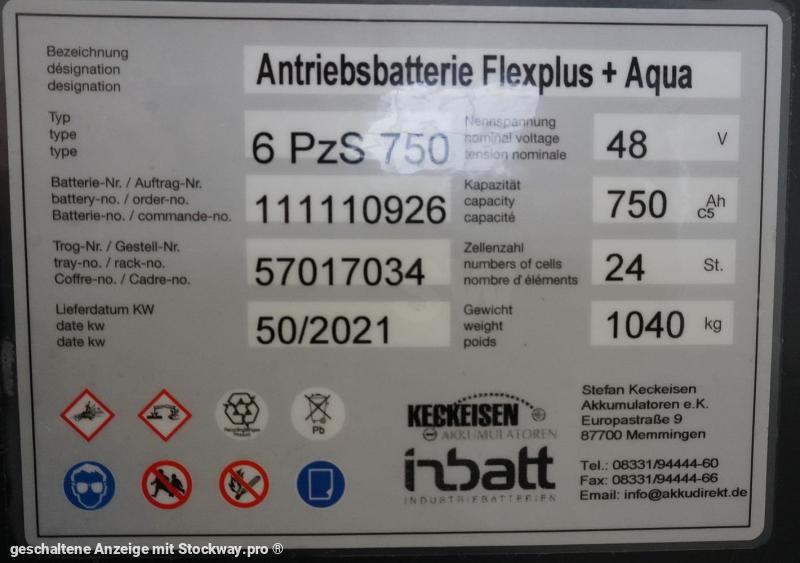 Bezeichnung
désignation
designation
Antriebsbatterie Flexplus + Aqua
Typ
type
type
6 PzS 750
Nennspannung
nominal voltage
tension nominale
48 V
Batterie-Nr. / Auftrag-Nr.
battery-no. / order-no.
Batterie-no. / commande-no.
111110926
Kapazität
capacity
capacité
750 Ah
C5
Trog-Nr. / Gestell-Nr.
tray-no. / rack-no.
Coffre-no. / Cadre-no.
57017034
Zellenzahl
numbers of cells
nombre d'éléments
24 St.
Lieferdatum KW
date kw
date kw
50/2021
Gewicht
weight
poids
1040 kg
Pb
KECKEISEN
AKKUMULATOREN
inbatt
INDUSTRIEBATTERIEN
Stefan Keckeisen
Akkumulatoren e.K.
Europastraße 9
87700 Memmingen
Tel.: 08331/94444-60
Fax: 08331/94444-66
Email: info@akkudirekt.de
geschaltene Anzeige mit Stockway.pro ®